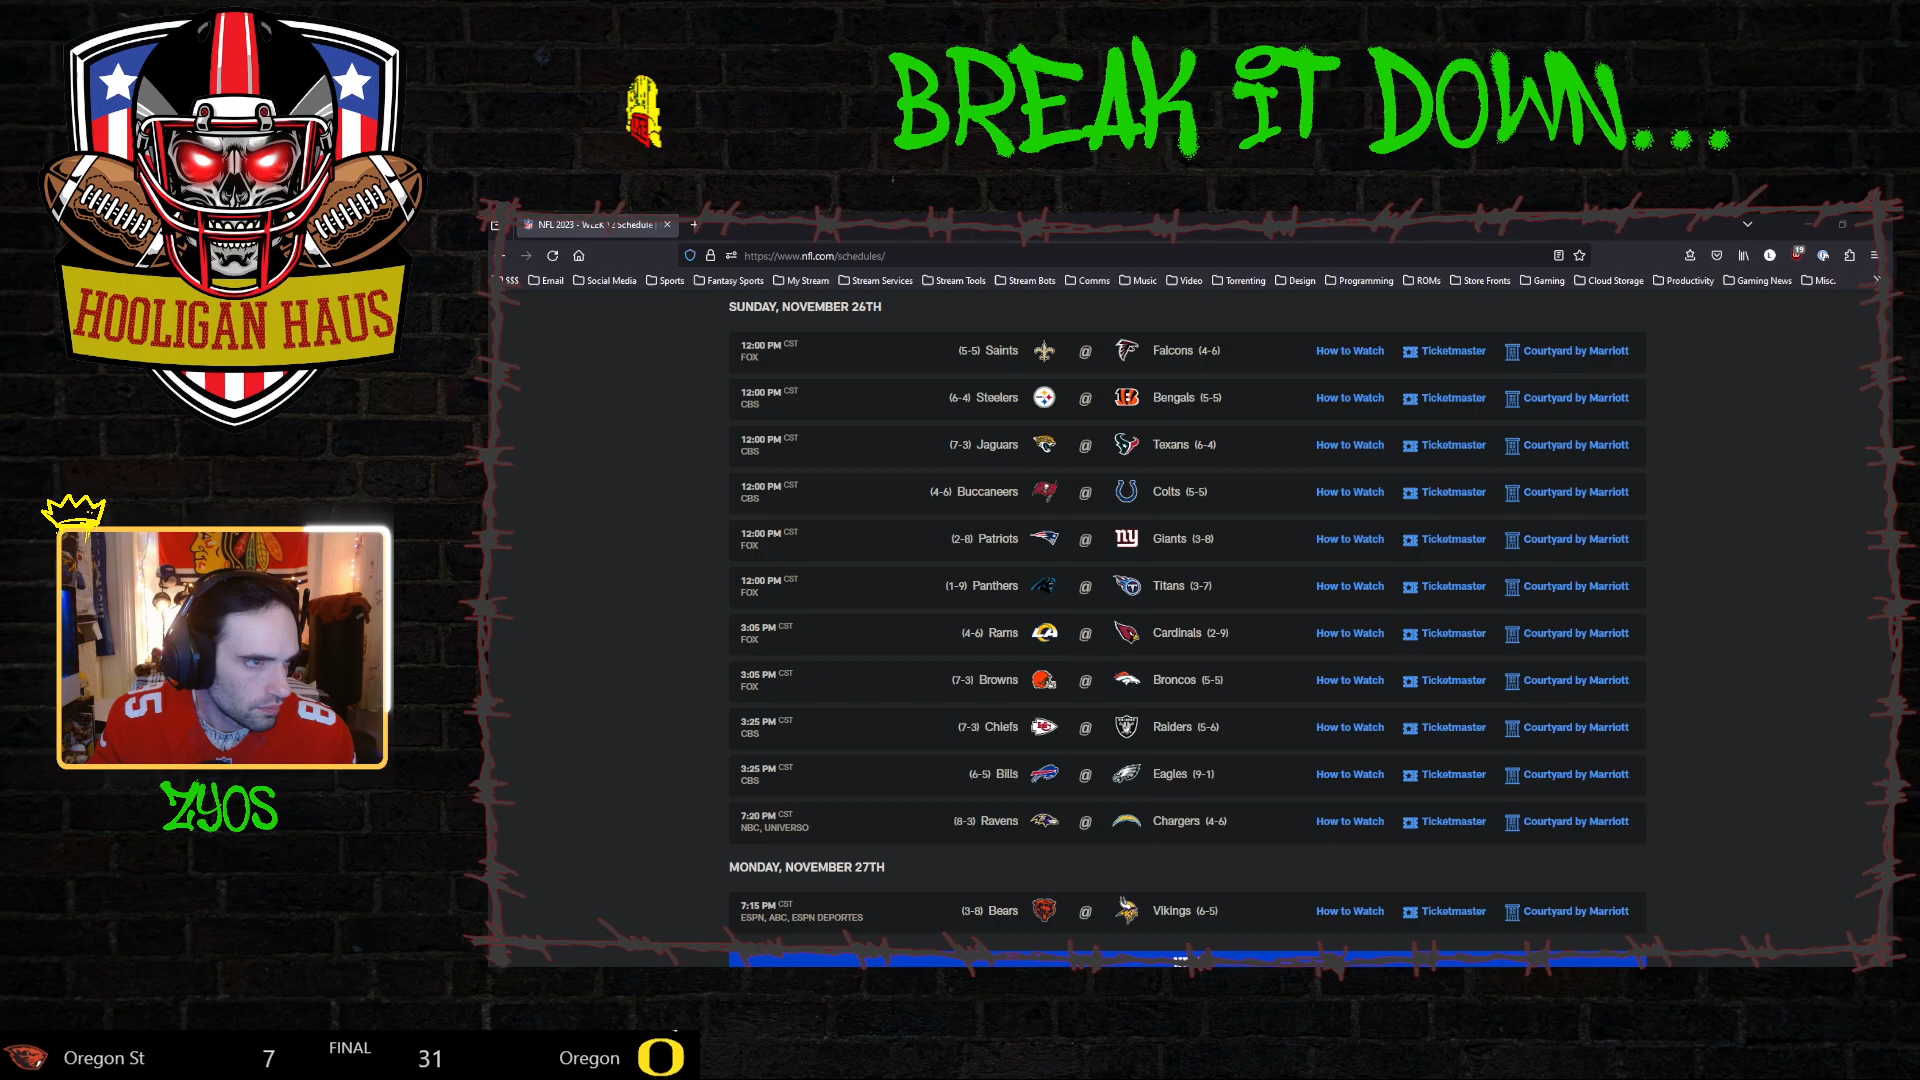 BREAK IT DOWN...
HOOLIGAN HAUS
NFL 2023 - WEEK 12 Schedule |
https://www.nfl.com/schedules/
19
SSS Email Social Media Sports Fantasy Sports My Stream Stream Services Stream Tools Stream Bots Comms Music Video Torrenting Design Programming ROMs Store Fronts Gaming Cloud Storage Productivity Gaming News Misc.
SUNDAY, NOVEMBER 26TH
12:00 PM CST (5-5) Saints @ Falcons (4-6) How to Watch Ticketmaster Courtyard by Marriott
FOX
12:00 PM CST (6-4) Steelers @ Bengals (5-5) How to Watch Ticketmaster Courtyard by Marriott
CBS
12:00 PM CST (7-3) Jaguars @ Texans (6-4) How to Watch Ticketmaster Courtyard by Marriott
CBS
12:00 PM CST (4-6) Buccaneers @ Colts (5-5) How to Watch Ticketmaster Courtyard by Marriott
CBS
12:00 PM CST (2-8) Patriots @ ny Giants (3-8) How to Watch Ticketmaster Courtyard by Marriott
FOX
12:00 PM CST (1-9) Panthers @ Titans (3-7) How to Watch Ticketmaster Courtyard by Marriott
FOX
3:05 PM CST (4-6) Rams @ Cardinals (2-9) How to Watch Ticketmaster Courtyard by Marriott
FOX
3:05 PM CST (7-3) Browns @ Broncos (5-5) How to Watch Ticketmaster Courtyard by Marriott
FOX
3:25 PM CST (7-3) Chiefs @ Raiders (5-6) How to Watch Ticketmaster Courtyard by Marriott
CBS
3:25 PM CST (6-5) Bills @ Eagles (9-1) How to Watch Ticketmaster Courtyard by Marriott
CBS
7:20 PM CST (8-3) Ravens @ Chargers (4-6) How to Watch Ticketmaster Courtyard by Marriott
NBC, UNIVERSO
MONDAY, NOVEMBER 27TH
7:15 PM CST (3-8) Bears @ Vikings (6-5) How to Watch Ticketmaster Courtyard by Marriott
ESPN, ABC, ESPN DEPORTES
ZYOS
Oregon St 7 FINAL 31 Oregon